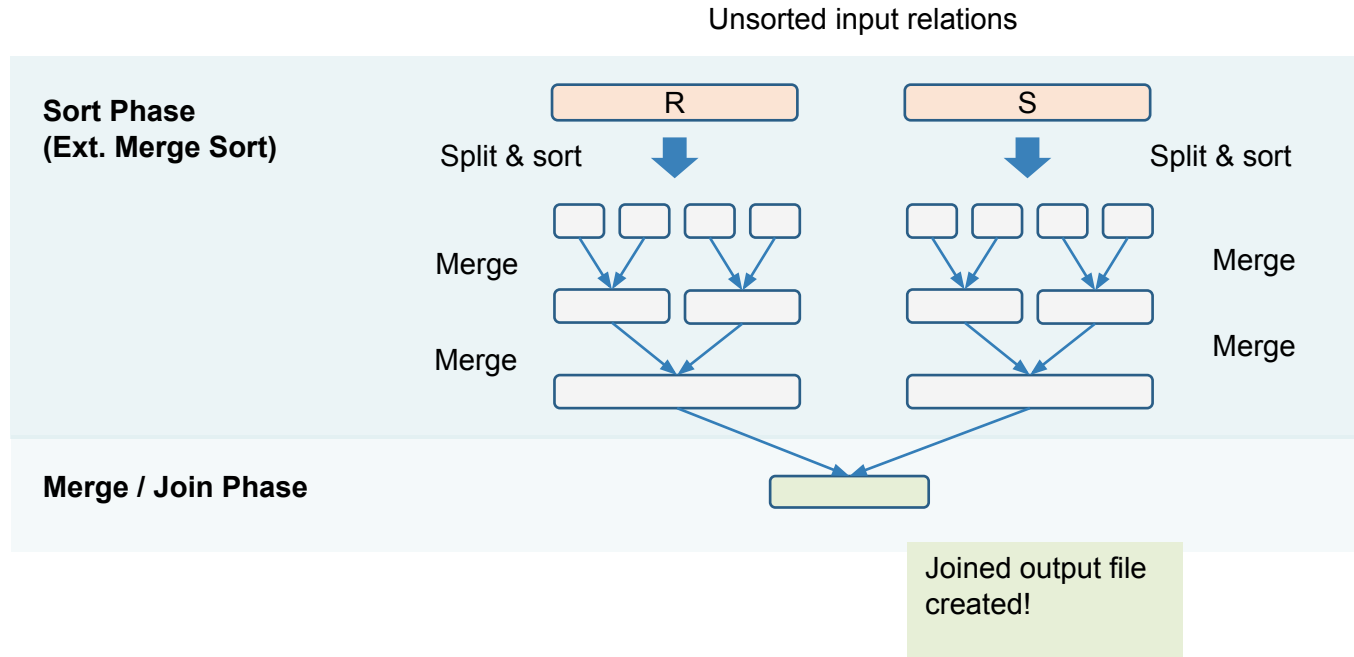 Unsorted input relations
Sort Phase
(Ext. Merge Sort)
R
S
Split & sort
Split & sort
Merge
Merge
Merge
Merge
Merge / Join Phase
Joined output file
created!